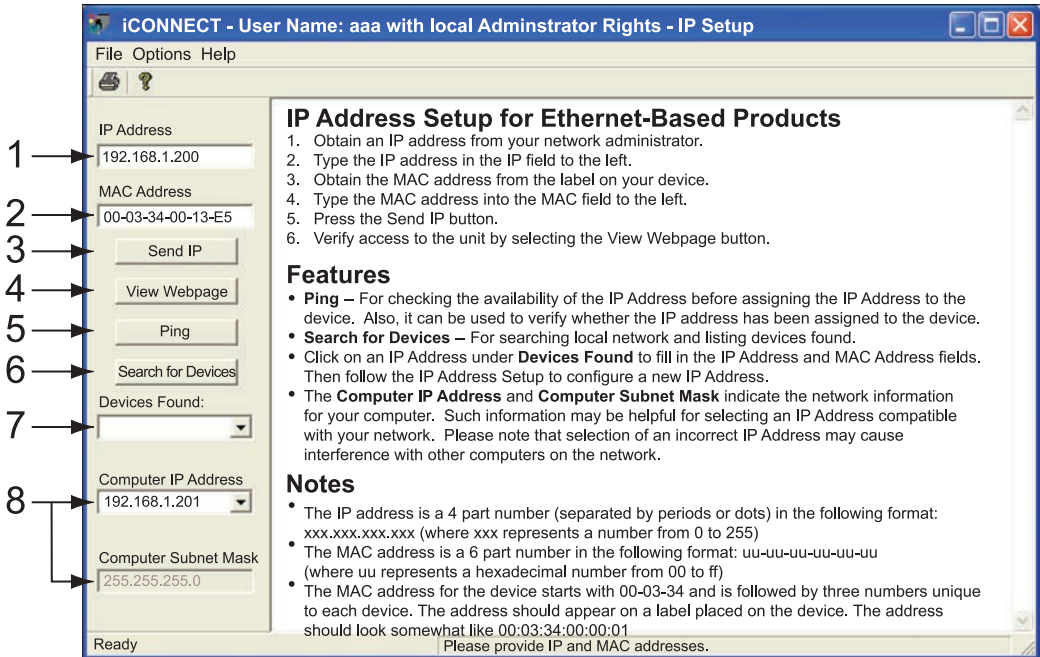 iCONNECT - User Name: aaa with local Adminstrator Rights - IP Setup
File Options Help
IP Address
1
192.168.1.200
MAC Address
2
00-03-34-00-13-E5
3
Send IP
4
View Webpage
5
Ping
6
Search for Devices
Devices Found:
7
Computer IP Address
8
192.168.1.201
Computer Subnet Mask
255.255.255.0
IP Address Setup for Ethernet-Based Products
1. Obtain an IP address from your network administrator.
2. Type the IP address in the IP field to the left.
3. Obtain the MAC address from the label on your device.
4. Type the MAC address into the MAC field to the left.
5. Press the Send IP button.
6. Verify access to the unit by selecting the View Webpage button.
Features
• Ping – For checking the availability of the IP Address before assigning the IP Address to the
device. Also, it can be used to verify whether the IP address has been assigned to the device.
• Search for Devices – For searching local network and listing devices found.
• Click on an IP Address under Devices Found to fill in the IP Address and MAC Address fields.
Then follow the IP Address Setup to configure a new IP Address.
• The Computer IP Address and Computer Subnet Mask indicate the network information
for your computer. Such information may be helpful for selecting an IP Address compatible
with your network. Please note that selection of an incorrect IP Address may cause
interference with other computers on the network.
Notes
• The IP address is a 4 part number (separated by periods or dots) in the following format:
xxx.xxx.xxx.xxx (where xxx represents a number from 0 to 255)
• The MAC address is a 6 part number in the following format: uu-uu-uu-uu-uu-uu
(where uu represents a hexadecimal number from 00 to ff)
• The MAC address for the device starts with 00-03-34 and is followed by three numbers unique
to each device. The address should appear on a label placed on the device. The address
should look somewhat like 00:03:34:00:00:01
Ready
Please provide IP and MAC addresses.